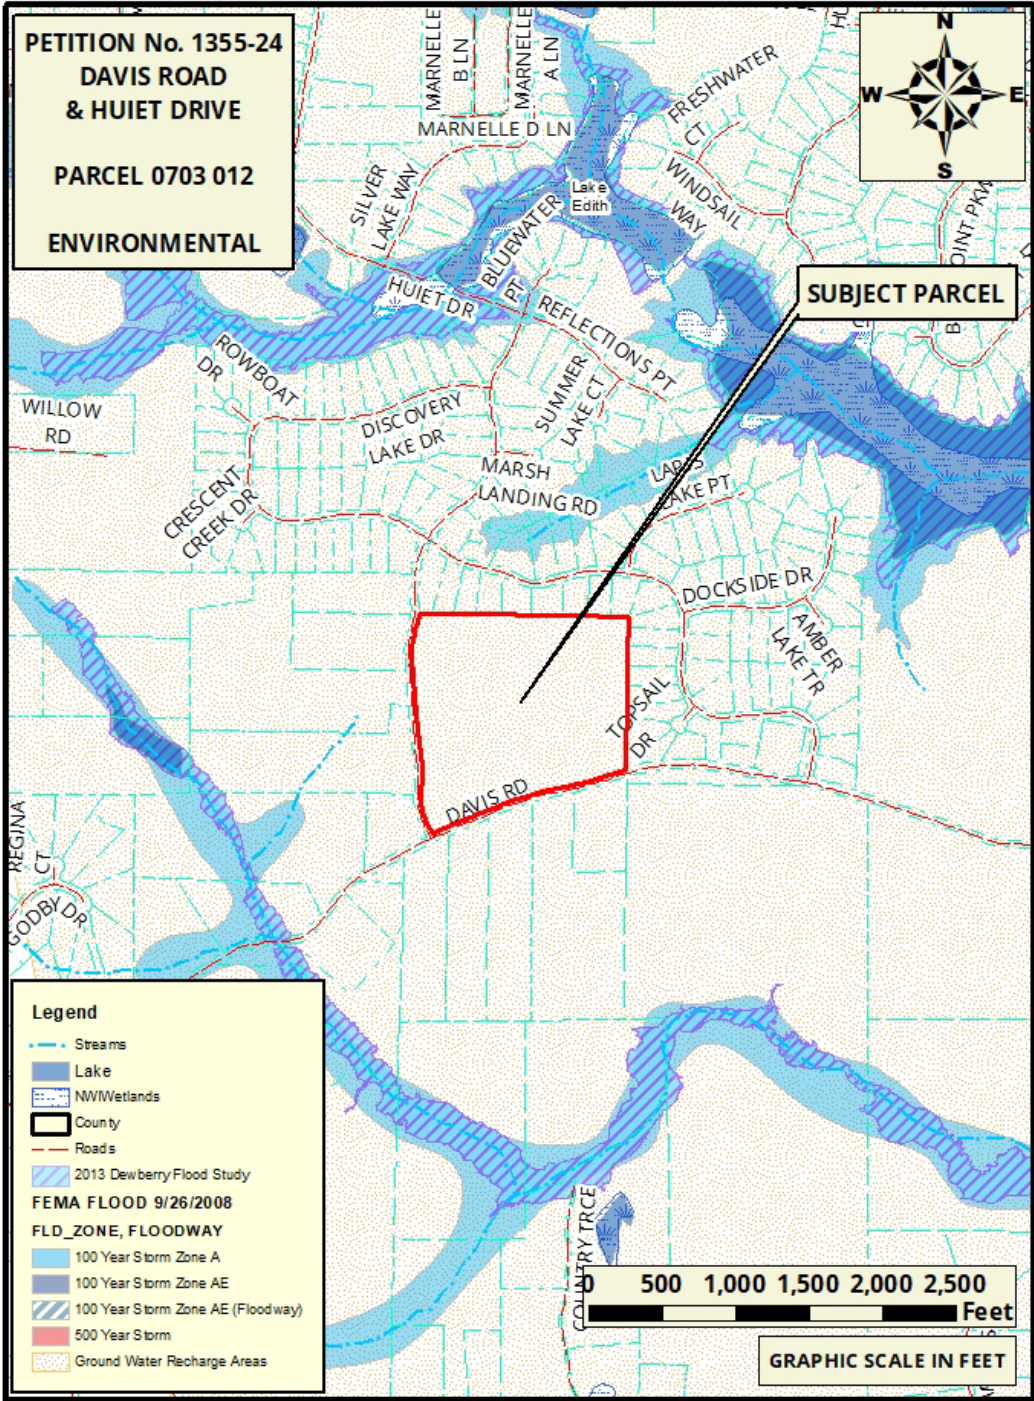 PETITION No. 1355-24
DAVIS ROAD
& HUIET DRIVE
PARCEL 0703 012
ENVIRONMENTAL
MARNELLE
B LN
MARNELLE
A LN
MARNELLE D LN
FRESHWATER
CT
WINDSAIL
WAY
SILVER
LAKE WAY
Lake
Edith
BLUEWATER
PT
HUIET DR
REFLECTIONS PT
N
W
E
S
SUBJECT PARCEL
ROWBOAT
DR
WILLOW
RD
DISCOVERY
LAKE DR
SUMMER
LAKE CT
MARSH
LANDING RD
LAKE PT
CRESCENT
CREEK DR
DOCKSIDE DR
AMBER
LAKE TR
TOPSAIL
DR
DAVIS RD
REGINA
CT
GODBY DR
COUNTRY TRCE
Legend
Streams
Lake
NWIWetlands
County
Roads
2013 Dewberry Flood Study
FEMA FLOOD 9/26/2008
FLD_ZONE, FLOODWAY
100 Year Storm Zone A
100 Year Storm Zone AE
100 Year Storm Zone AE (Floodway)
500 Year Storm
Ground Water Recharge Areas
0 500 1,000 1,500 2,000 2,500
Feet
GRAPHIC SCALE IN FEET